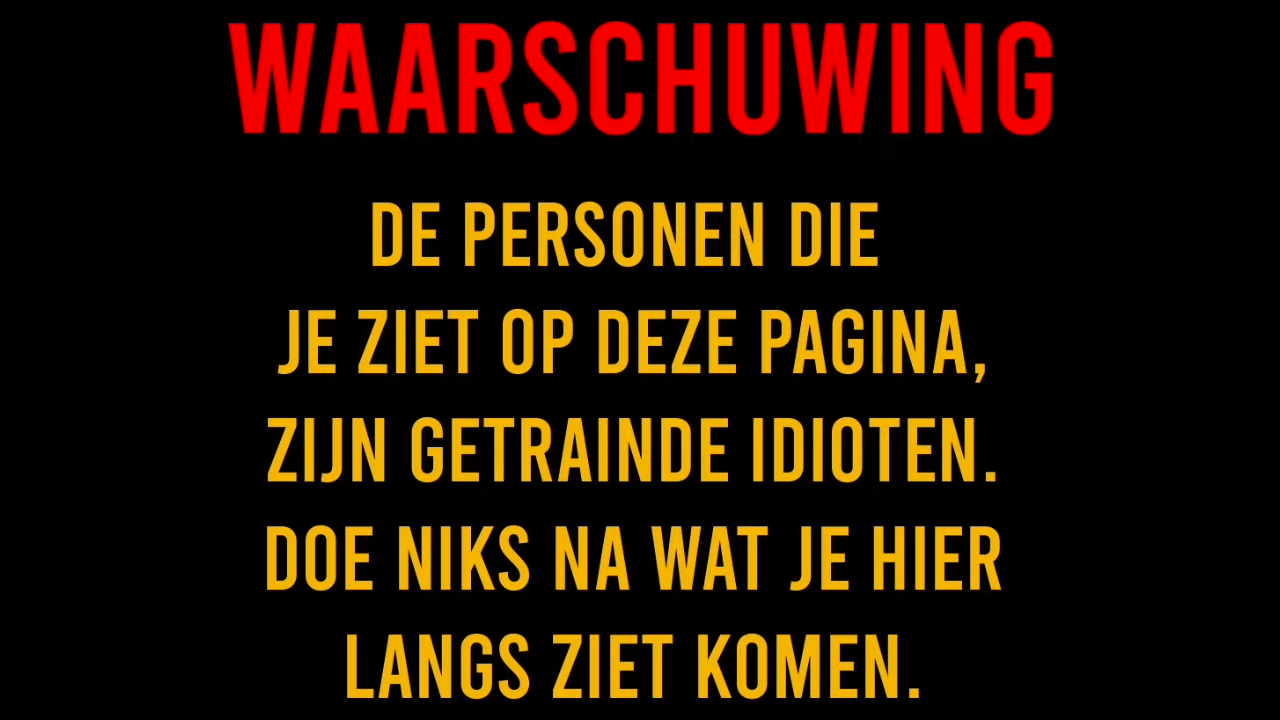 WAARSCHUWING
DE PERSONEN DIE
JE ZIET OP DEZE PAGINA,
ZIJN GETRAINDE IDIOTEN.
DOE NIKS NA WAT JE HIER
LANGS ZIET KOMEN.